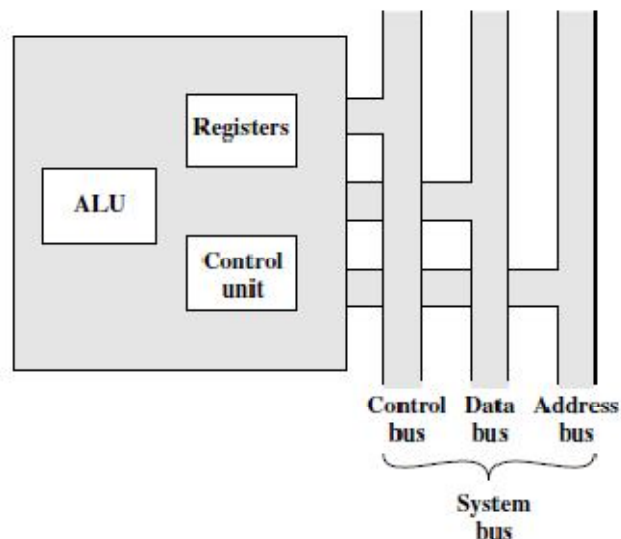 Registers
ALU
Control
unit
Control Data Address
bus bus bus
System
bus